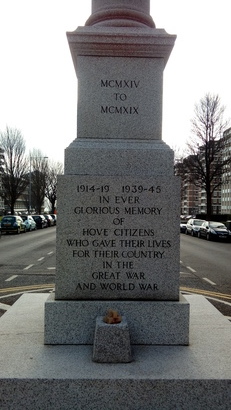 MCMXIV
TO
MCMXIX
1914-19 1939-45
IN EVER
GLORIOUS MEMORY
OF
HOVE CITIZENS
WHO GAVE THEIR LIVES
FOR THEIR COUNTRY
IN THE
GREAT WAR
AND WORLD WAR